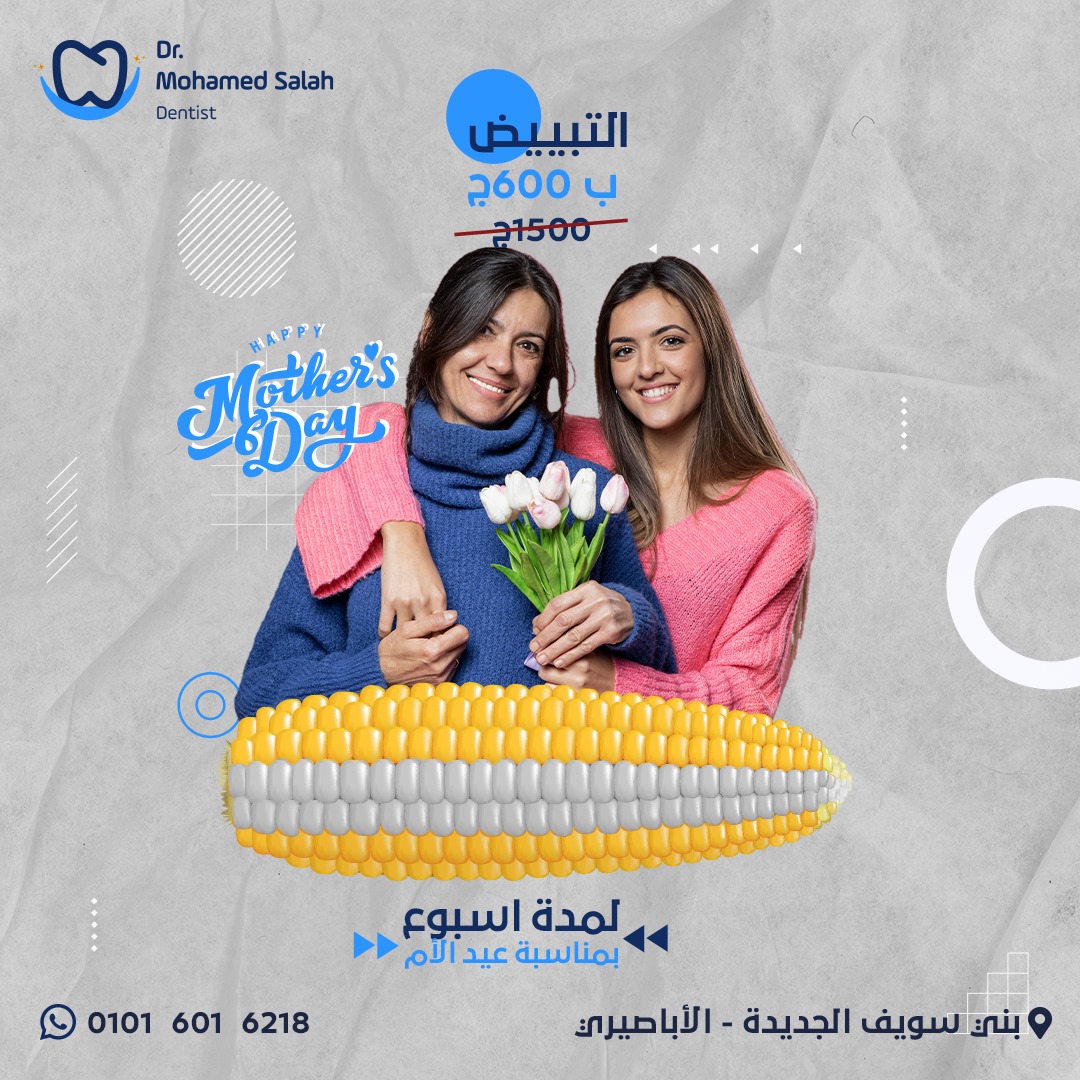 Dr.
Mohamed Salah
Dentist
التبييض
ب 600ج
1500ج
HAPPY
Mother's
Day
لمدة اسبوع
بمناسبة عيد الأم
0101 601 6218
بني سويف الجديدة - الأباصيري